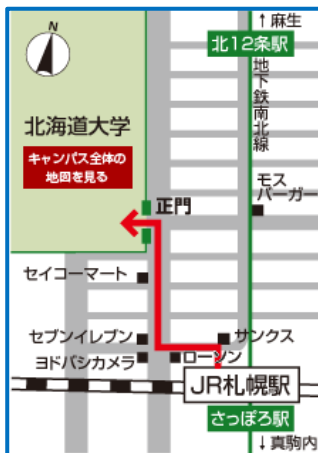 N
↑麻生
北12条駅
地下鉄南北線
北海道大学
キャンパス全体の
地図を見る
モス
バーガー
正門
セイコーマート
セブンイレブン
サンクス
ヨドバシカメラ
ローソン
JR札幌駅
さっぽろ駅
↓真駒内